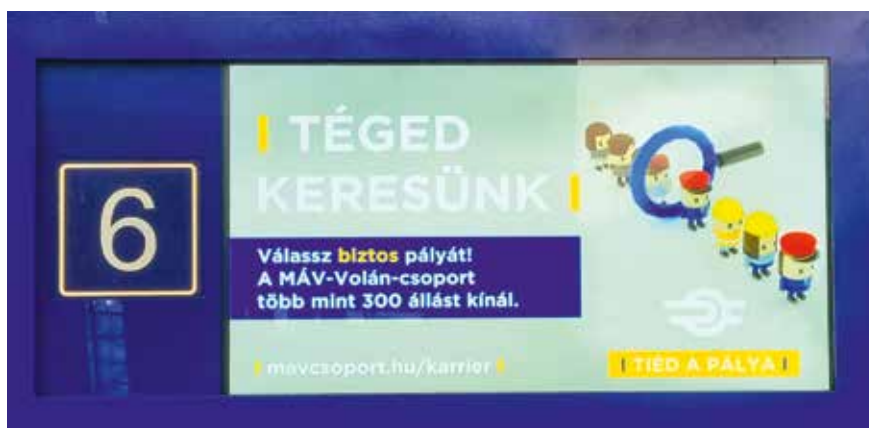 6
TÉGED
KERESÜNK
Válassz biztos pályát!
A MÁV-Volán-csoport
több mint 300 állást kínál.
mavcsoport.hu/karrier
TIÉD A PÁLYA